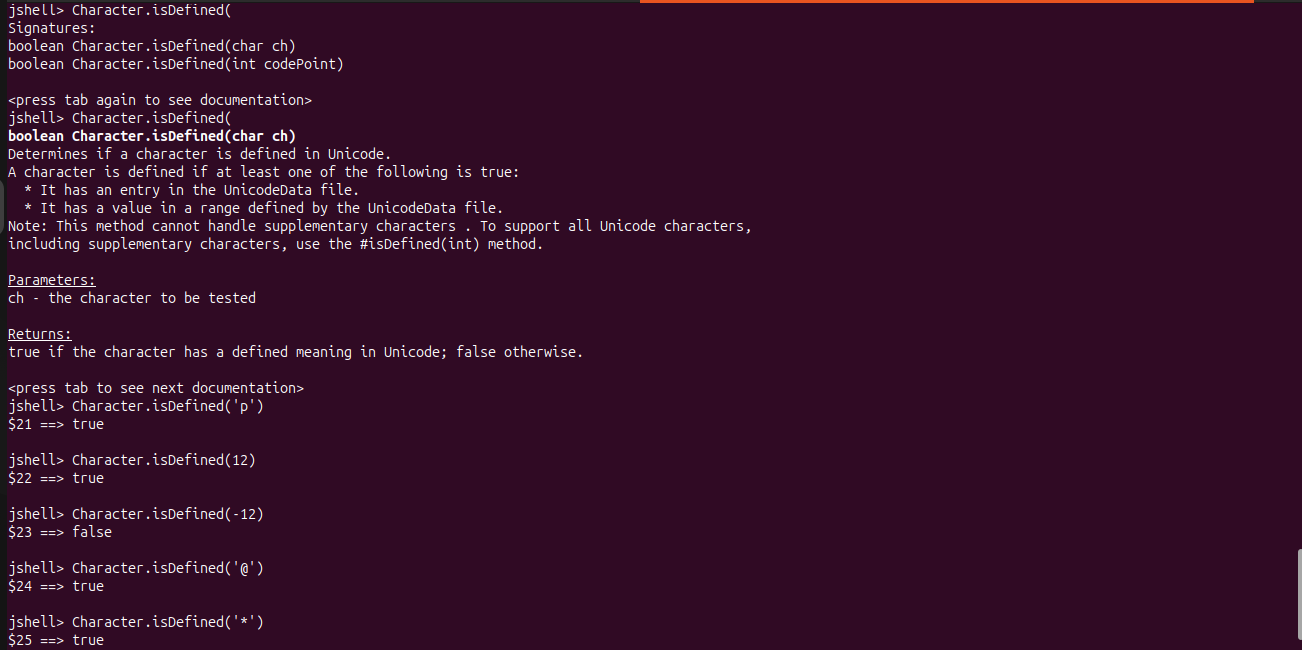 jshell> Character.isDefined(
Signatures:
boolean Character.isDefined(char ch)
boolean Character.isDefined(int codePoint)
<press tab again to see documentation>
jshell> Character.isDefined(
boolean Character.isDefined(char ch)
Determines if a character is defined in Unicode.
A character is defined if at least one of the following is true:
* It has an entry in the UnicodeData file.
* It has a value in a range defined by the UnicodeData file.
Note: This method cannot handle supplementary characters . To support all Unicode characters,
including supplementary characters, use the #isDefined(int) method.
Parameters:
ch - the character to be tested
Returns:
true if the character has a defined meaning in Unicode; false otherwise.
<press tab to see next documentation>
jshell> Character.isDefined('p')
$21 ==> true
jshell> Character.isDefined(12)
$22 ==> true
jshell> Character.isDefined(-12)
$23 ==> false
jshell> Character.isDefined('@')
$24 ==> true
jshell> Character.isDefined('*')
$25 ==> true